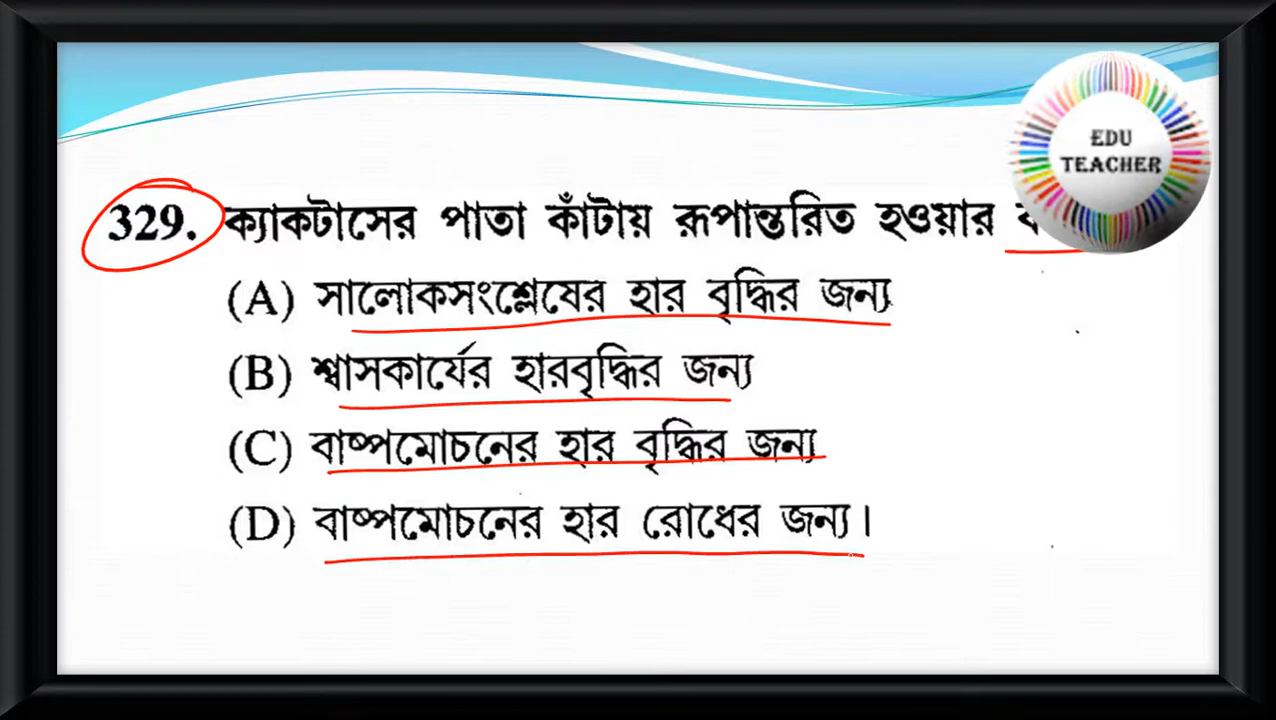 EDU
TEACHER
329. ক্যাকটাসের পাতা কাঁটায় রূপান্তরিত হওয়ার
(A) সালোকসংশ্লেষের হার বৃদ্ধির জন্য
(B) শ্বাসকার্যের হারবৃদ্ধির জন্য
(C) বাষ্পমোচনের হার বৃদ্ধির জন্য
(D) বাষ্পমোচনের হার রোধের জন্য।